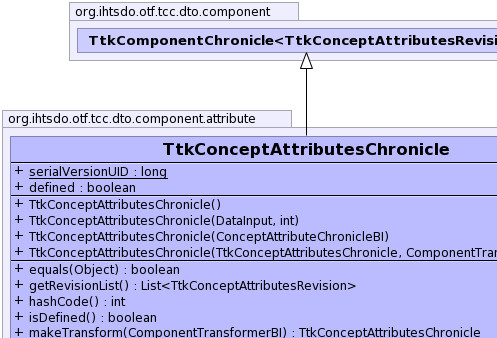 org.ihtsdo.otf.tcc.dto.component
TtkComponentChronicle<TtkConceptAttributesRevisi
org.ihtsdo.otf.tcc.dto.component.attribute
TtkConceptAttributesChronicle
+ serialVersionUID : long
+ defined : boolean
+ TtkConceptAttributesChronicle()
+ TtkConceptAttributesChronicle(DataInput, int)
+ TtkConceptAttributesChronicle(ConceptAttributeChronicleBI)
+ TtkConceptAttributesChronicle(TtkConceptAttributesChronicle, ComponentTran
+ equals(Object) : boolean
+ getRevisionList() : List<TtkConceptAttributesRevision>
+ hashCode() : int
+ isDefined() : boolean
+ makeTransform(ComponentTransformerBI) : TtkConceptAttributesChronicle